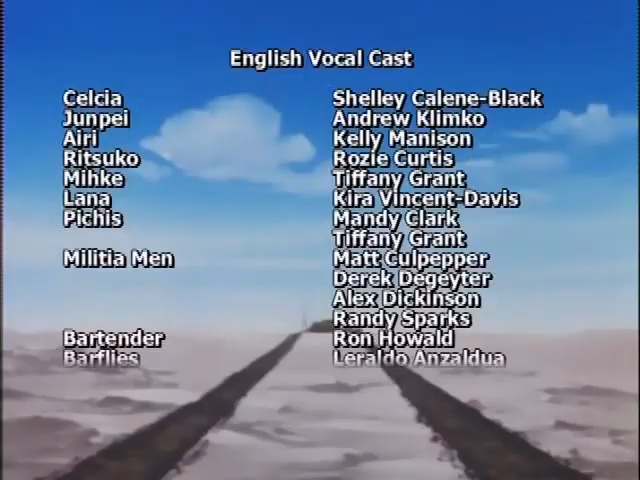 English Vocal Cast
Celcia Shelley Calene-Black
Junpei Andrew Klimko
Airi Kelly Manison
Ritsuko Rozie Curtis
Mihke Tiffany Grant
Lana Kira Vincent-Davis
Pichis Mandy Clark
Tiffany Grant
Militia Men Matt Culpepper
Derek Degeyter
Alex Dickinson
Randy Sparks
Bartender Ron Howald
Barflies Leraldo Anzaldua